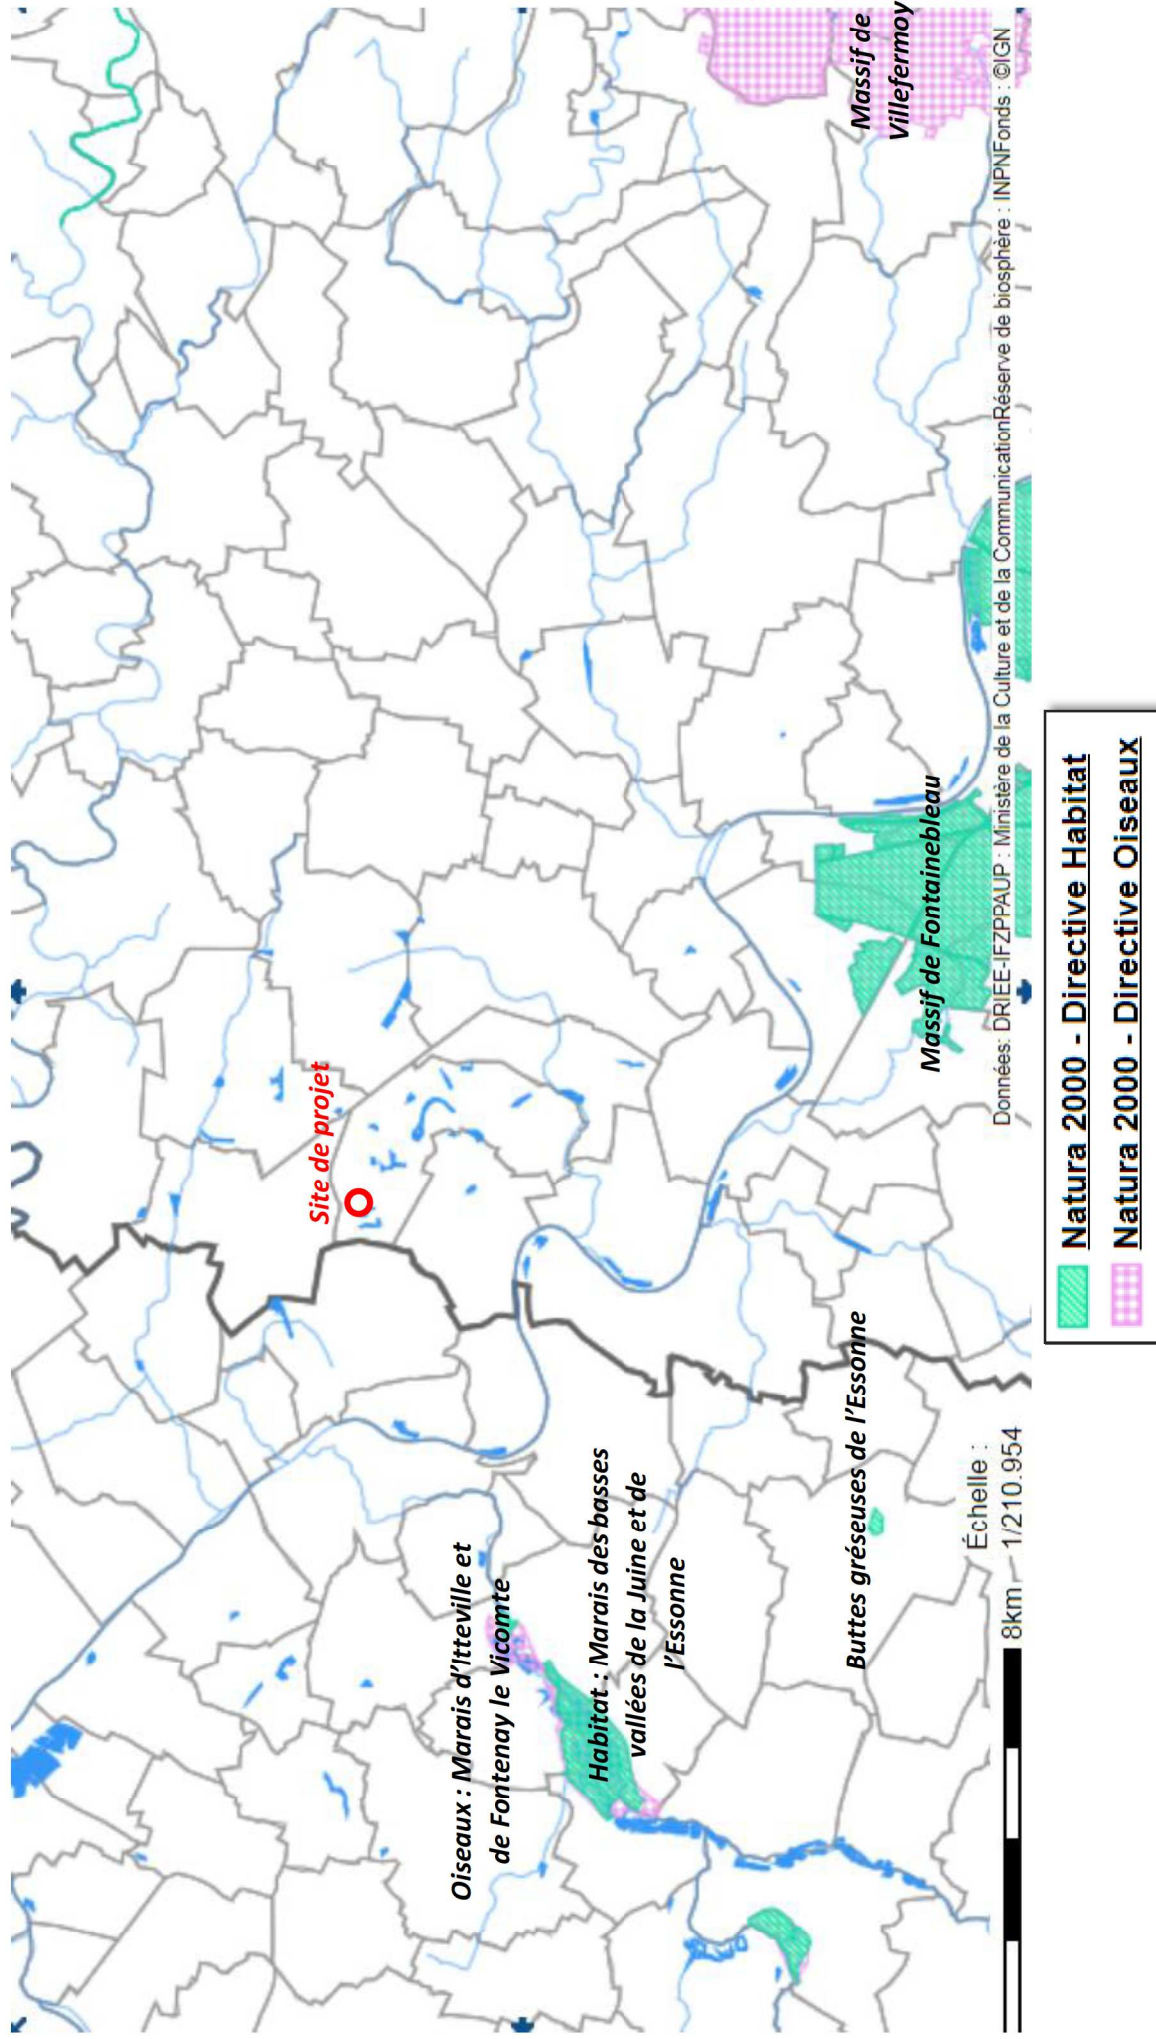 Site de projet
Oiseaux : Marais d'Itteville et
de Fontenay le Vicomte
Habitat : Marais des basses
vallées de la Juine et de
l'Essonne
Buttes gréseuses de l'Essonne
Massif de Fontainebleau
Massif de
Villefermoy
Échelle :
8km
1/210.954
Données: DRIEE-IFZPPAUP : Ministère de la Culture et de la CommunicationRéserve de biosphère : INPNFonds : ©IGN
Natura 2000 - Directive Habitat
Natura 2000 - Directive Oiseaux